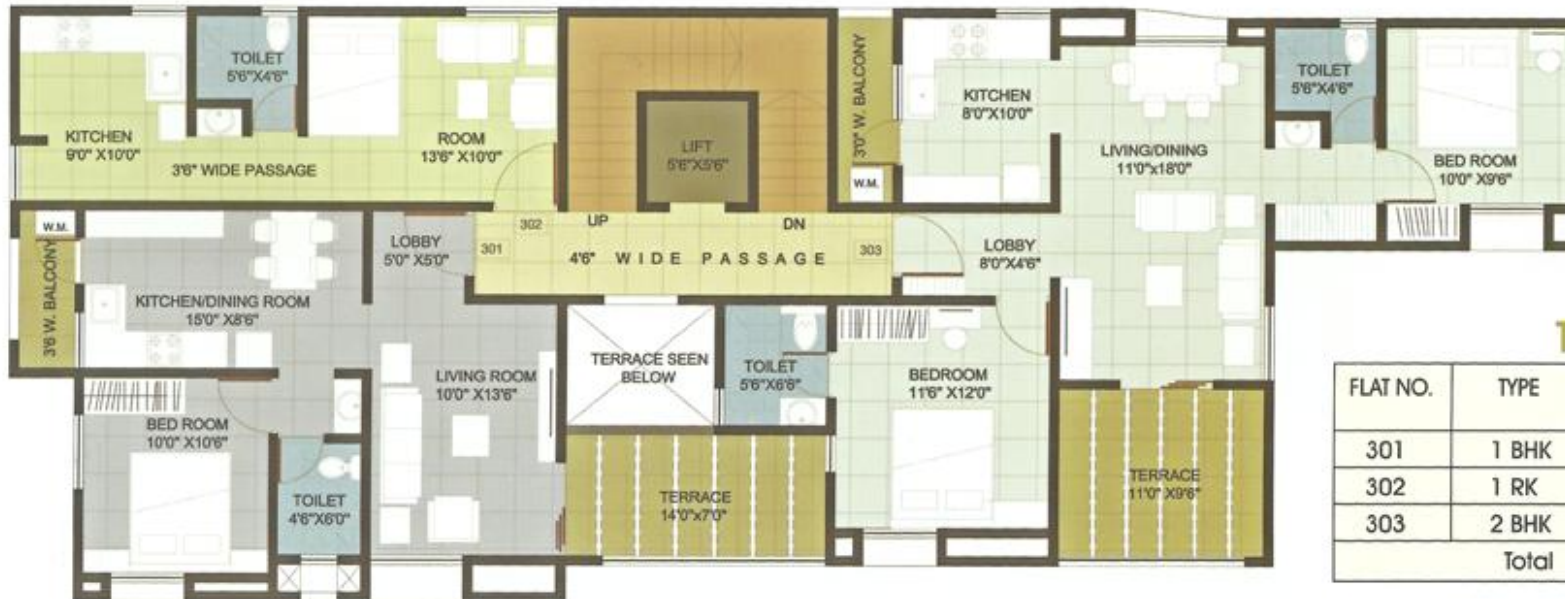 TOILET
5'6"X4'6"
KITCHEN
9'0" X10'0"
3'6" WIDE PASSAGE
ROOM
13'6" X10'0"
LIFT
5'6"X5'6"
3'0" W. BALCONY
W.M.
KITCHEN
8'0"X10'0"
LIVING/DINING
11'0"x18'0"
TOILET
5'6"X4'6"
BED ROOM
10'0" X9'6"
W.M.
3'6 W. BALCONY
KITCHEN/DINING ROOM
15'0" X8'6"
LOBBY
5'0" X5'0"
301
302
UP
DN
4'6" WIDE PASSAGE
303
LOBBY
8'0"X4'6"
BED ROOM
10'0" X10'6"
TOILET
4'6"X6'0"
LIVING ROOM
10'0" X13'6"
TERRACE SEEN
BELOW
TOILET
5'6"X6'6"
BEDROOM
11'6" X12'0"
TERRACE
14'0"x7'0"
TERRACE
11'0" X9'6"
FLAT NO. TYPE
301 1 BHK
302 1 RK
303 2 BHK
Total